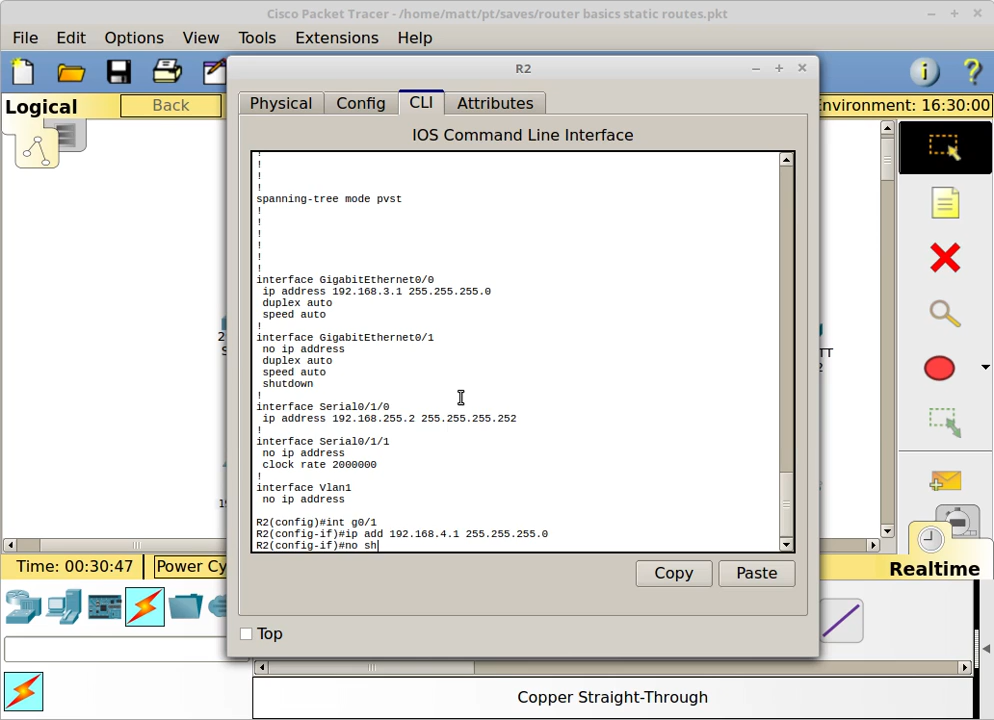 Cisco Packet Tracer - /home/matt/pt/saves/router basics static routes.pkt
File Edit Options View Tools Extensions Help
Logical
Back
Environment: 16:30:00
R2
Physical Config CLI Attributes
IOS Command Line Interface
!
!
!
spanning-tree mode pvst
!
!
!
!
!
!
interface GigabitEthernet0/0
ip address 192.168.3.1 255.255.255.0
duplex auto
speed auto
!
interface GigabitEthernet0/1
no ip address
duplex auto
speed auto
shutdown
!
interface Serial0/1/0
ip address 192.168.255.2 255.255.255.252
!
interface Serial0/1/1
no ip address
clock rate 2000000
!
interface Vlan1
no ip address
R2(config)#int g0/1
R2(config-if)#ip add 192.168.4.1 255.255.255.0
R2(config-if)#no sh
Copy Paste
Top
Time: 00:30:47
Power Cy
Realtime
Copper Straight-Through